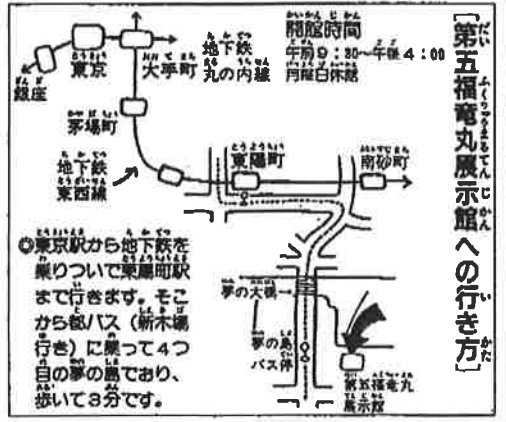 [第五福竜丸展示館への行き方]
開館時間
午前9：30〜午後4：00
月曜日休館
地下鉄
丸の内線
大手町
東京
銀座
茅場町
地下鉄
東西線
東陽町
南砂町
夢の大橋→
夢の島
バス停
第五福竜丸
展示館
◎東京駅から地下鉄を
乗りついで東陽町駅
まで行きます。そこ
から都バス（新木場
行き）に乗って4つ
目の夢の島でおり、
歩いて3分です。